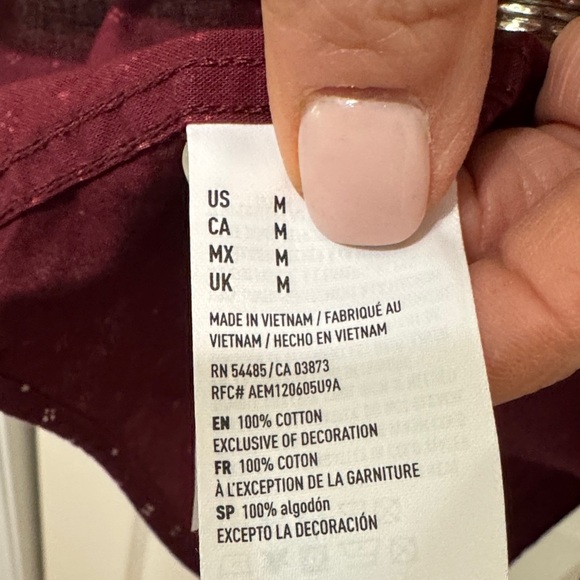 US M
CA M
MX M
UK M
MADE IN VIETNAM / FABRIQUÉ AU
VIETNAM / HECHO EN VIETNAM
RN 54485/CA 03873
RFC# AEM120605U9A
EN 100% COTTON
EXCLUSIVE OF DECORATION
FR 100% COTON
À L'EXCEPTION DE LA GARNITURE
SP 100% algodón
EXCEPTO LA DECORACIÓN